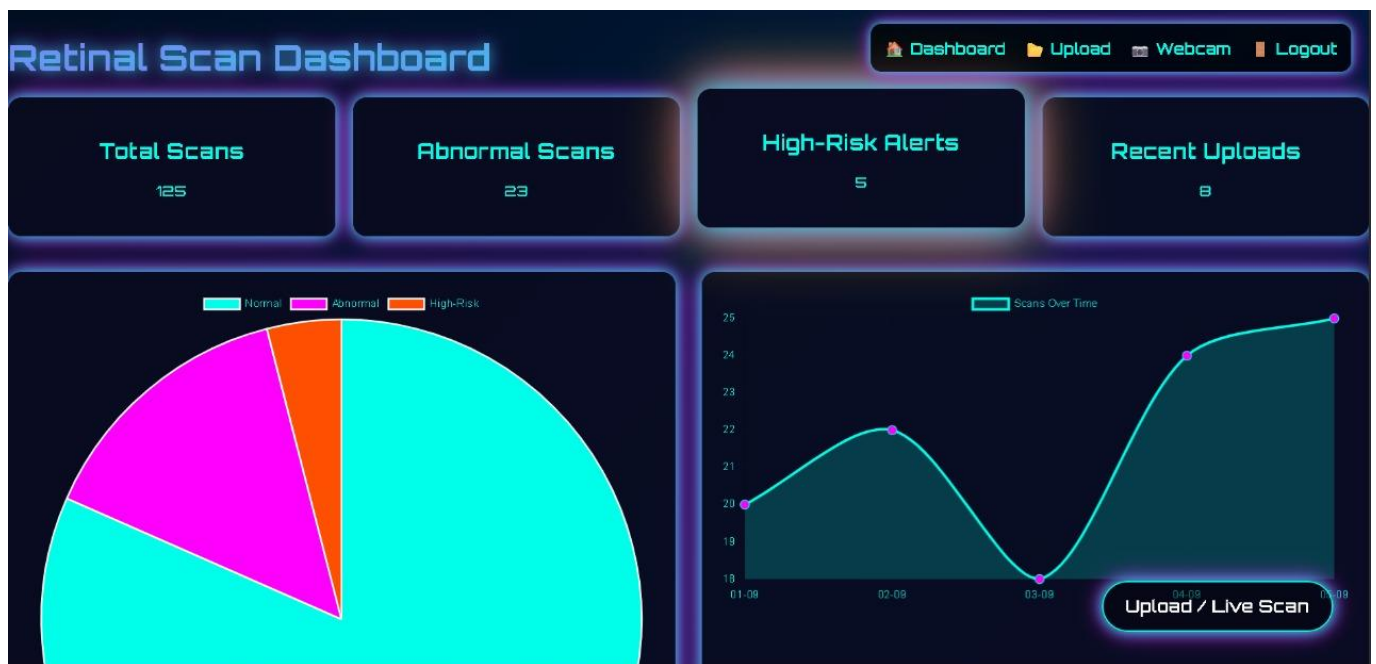 Retinal Scan Dashboard
Dashboard Upload Webcam Logout
Total Scans
125
Abnormal Scans
23
High-Risk Alerts
5
Recent Uploads
8
Normal Abnormal High-Risk
Scans Over Time
25
24
23
22
21
20
19
18
01-09 02-09 03-09 04-09 05-09
Upload / Live Scan